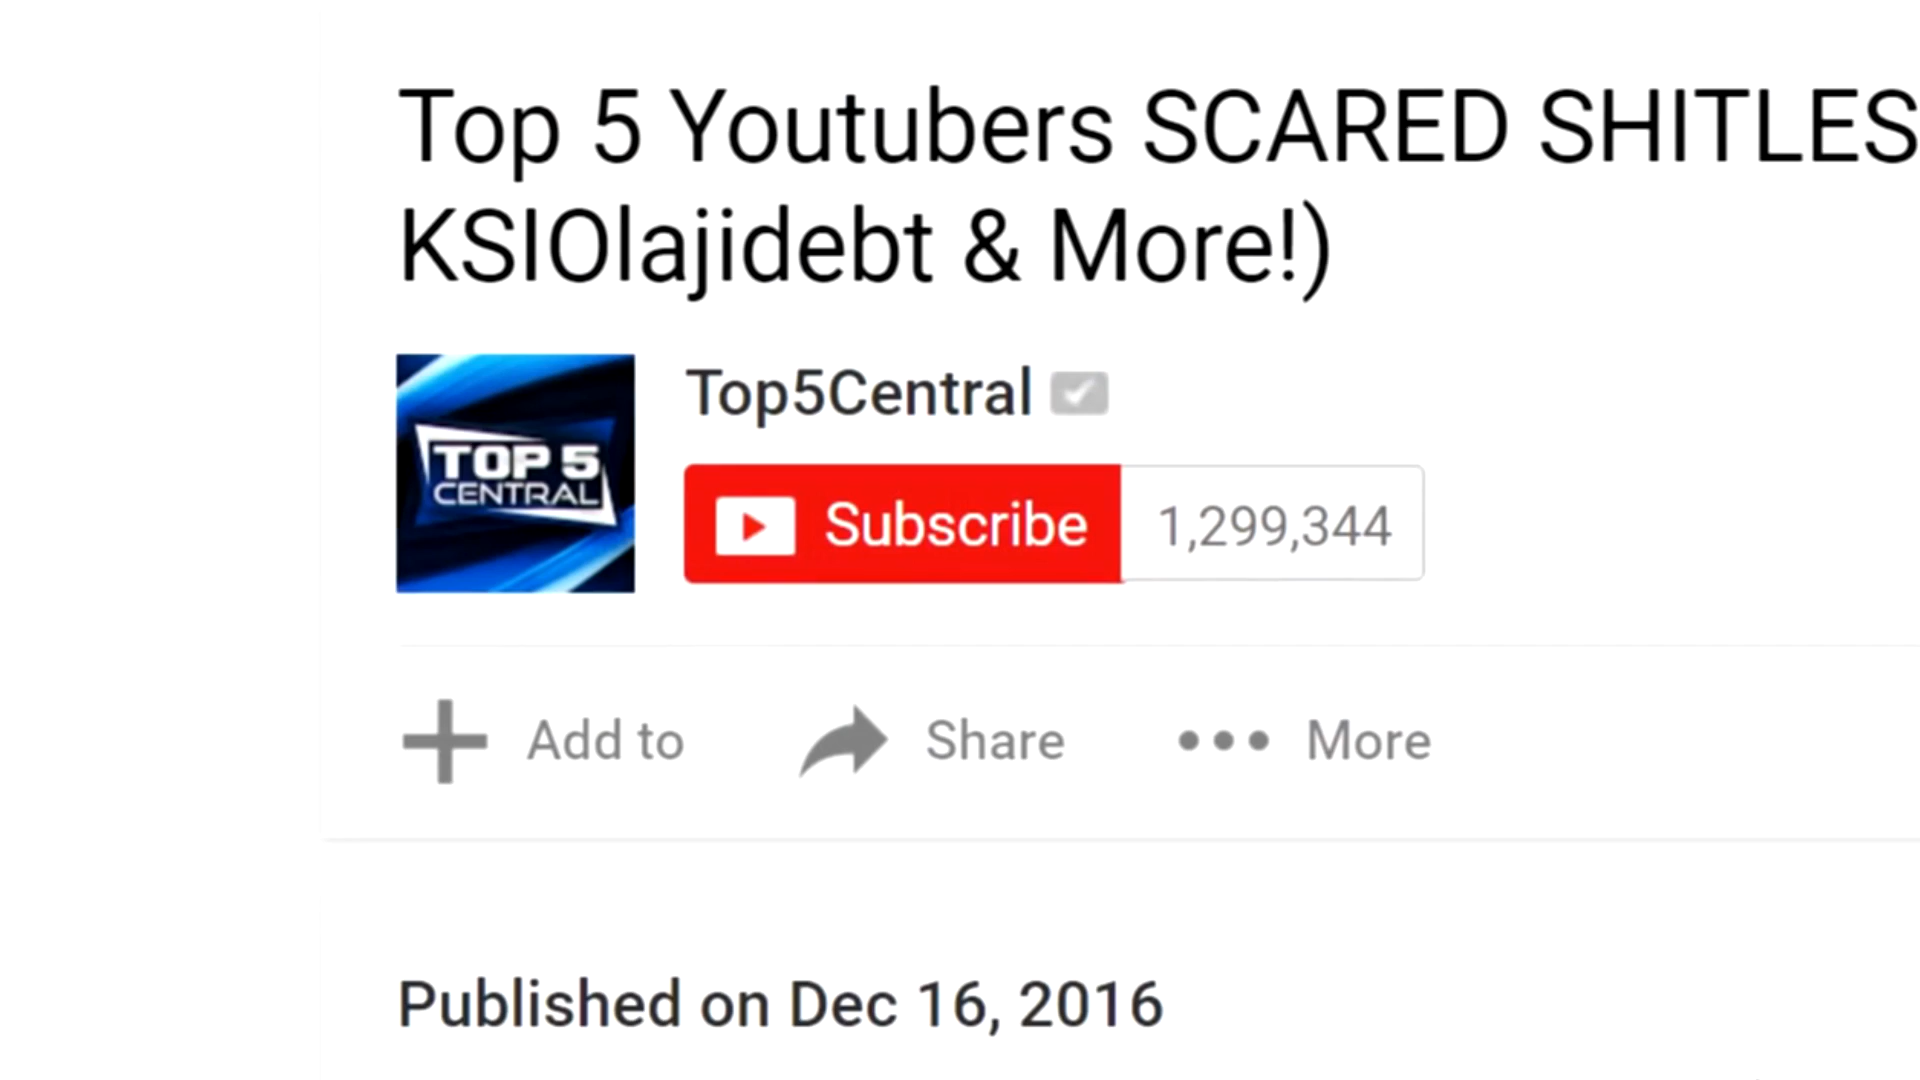 Top 5 Youtubers SCARED SHITLES
KSIOlajidebt & More!)
TOP 5
CENTRAL
Top5Central
Subscribe 1,299,344
Add to Share More
Published on Dec 16, 2016